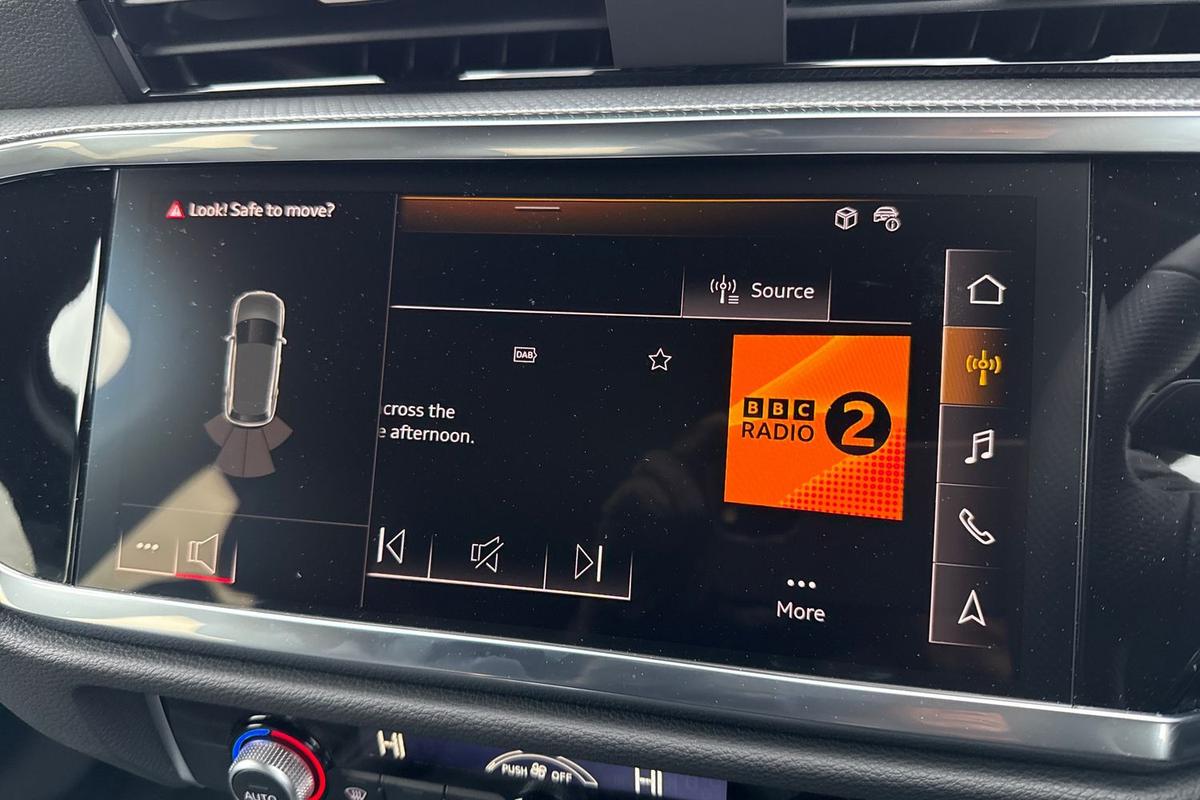 Look! Safe to move?
Source
DAB
cross the
e afternoon.
BBC
RADIO 2
More
HI
PUSH OFF
HI
AUTO